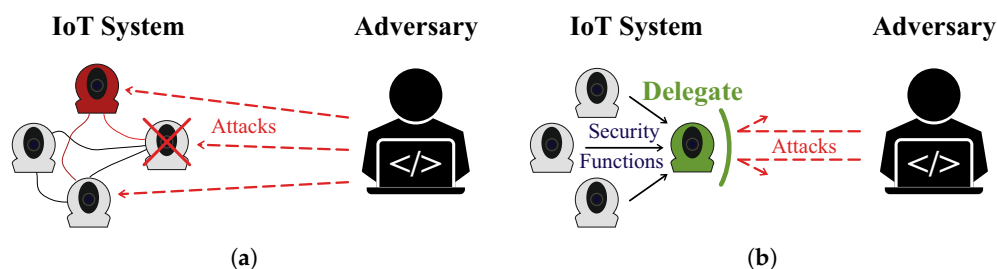 IoT System
Adversary
Attacks
</>
(a)
IoT System
Adversary
Delegate
Security
Functions
Attacks
</>
(b)